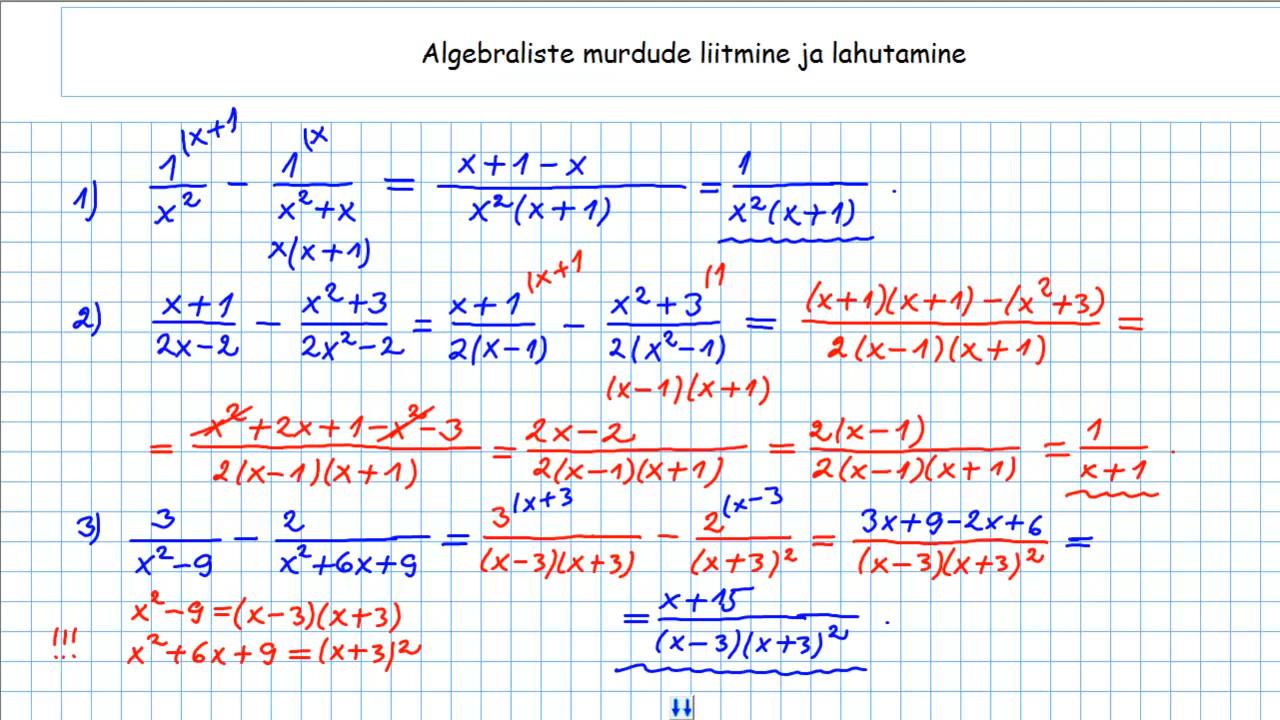 Algebraliste murdude liitmine ja lahutamine
1) 1/x² ⁽ˣ⁺¹ − 1/(x²+x) ⁽ˣ = (x+1−x)/(x²(x+1)) = 1/(x²(x+1)).
x(x+1)
2) (x+1)/(2x−2) − (x²+3)/(2x²−2) = (x+1)/(2(x−1)) ⁽ˣ⁺¹ − (x²+3)/(2(x²−1)) ⁽¹ = ((x+1)(x+1)−(x²+3))/(2(x−1)(x+1)) =
(x−1)(x+1)
= (x²+2x+1−x²−3)/(2(x−1)(x+1)) = (2x−2)/(2(x−1)(x+1)) = 2(x−1)/(2(x−1)(x+1)) = 1/(x+1).
3) 3/(x²−9) − 2/(x²+6x+9) = 3/((x−3)(x+3)) ⁽ˣ⁺³ − 2/(x+3)² ⁽ˣ⁻³ = (3x+9−2x+6)/((x−3)(x+3)²) =
= (x+15)/((x−3)(x+3)²).
x²−9=(x−3)(x+3)
!!! x²+6x+9=(x+3)²